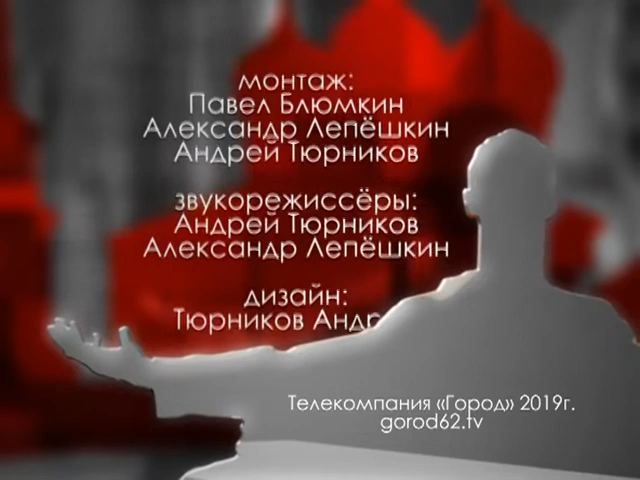 монтаж:
Павел Блюмкин
Александр Лепёшкин
Андрей Тюрников
звукорежиссёры:
Андрей Тюрников
Александр Лепёшкин
дизайн:
Тюрников
Телекомпания «Город» 2019г.
gorod62.tv